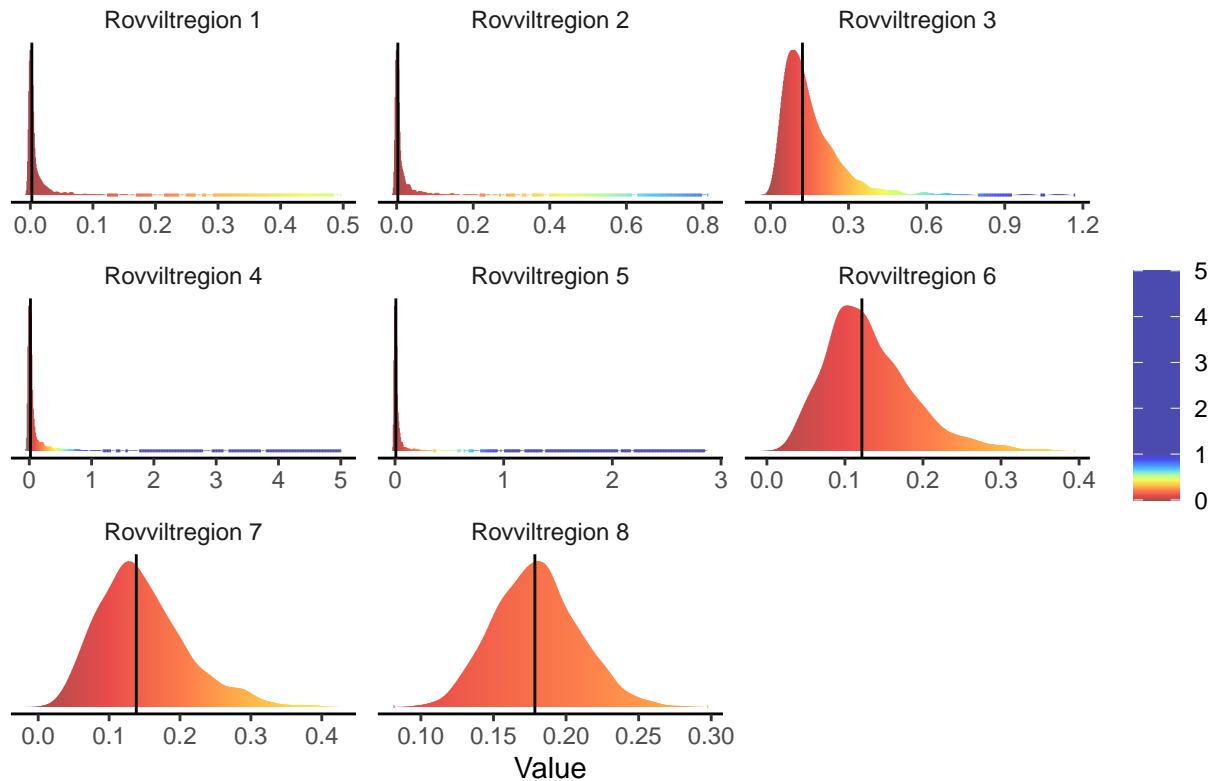 Rovviltregion 1
Rovviltregion 2
Rovviltregion 3
0.0 0.1 0.2 0.3 0.4 0.5
0.0 0.2 0.4 0.6 0.8
0.0 0.3 0.6 0.9 1.2
Rovviltregion 4
Rovviltregion 5
Rovviltregion 6
0 1 2 3 4 5
0 1 2 3
0.0 0.1 0.2 0.3 0.4
5
4
3
2
1
0
Rovviltregion 7
Rovviltregion 8
0.0 0.1 0.2 0.3 0.4
0.10 0.15 0.20 0.25 0.30
Value